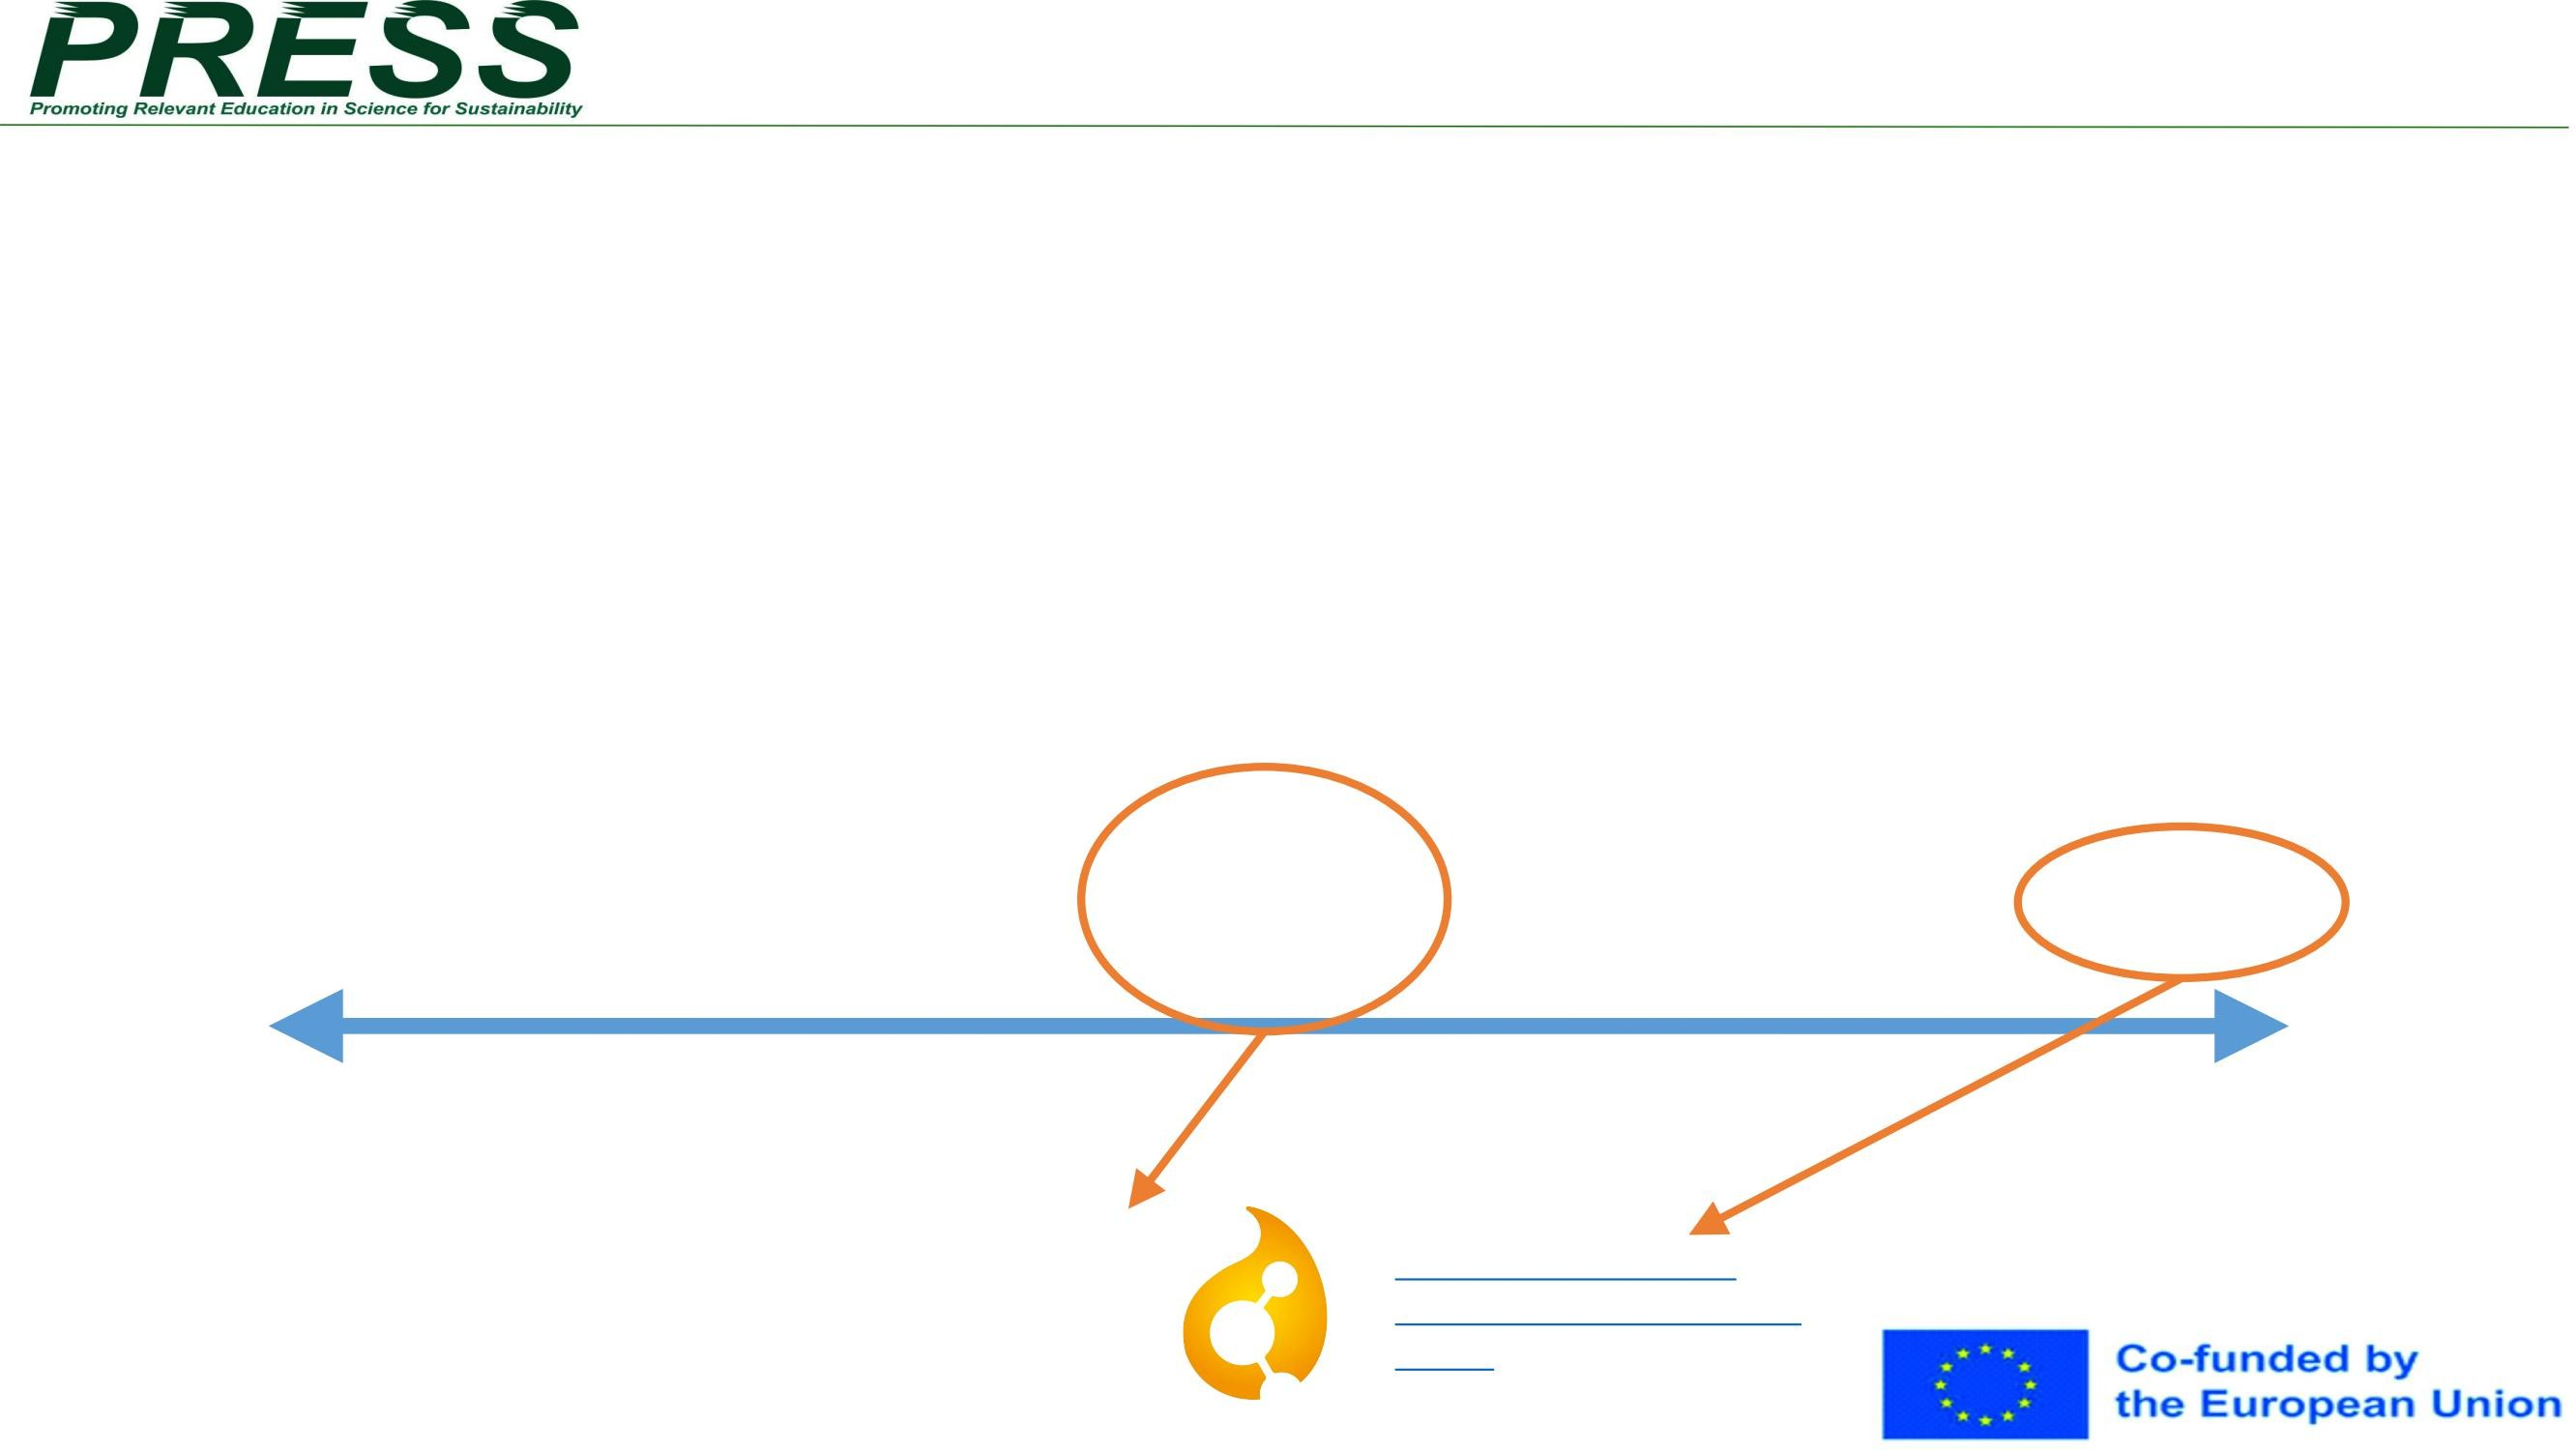 PRESS
Promoting Relevant Education in Science for Sustainability
Co-funded by
the European Union